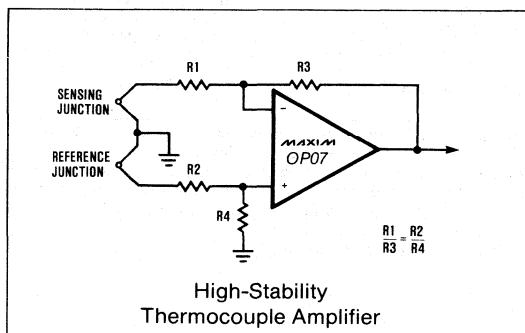 R1
R3
SENSING
JUNCTION
REFERENCE
JUNCTION
−
MAXIM
OP07
+
R2
R4
R1/R3 = R2/R4
High-Stability
Thermocouple Amplifier